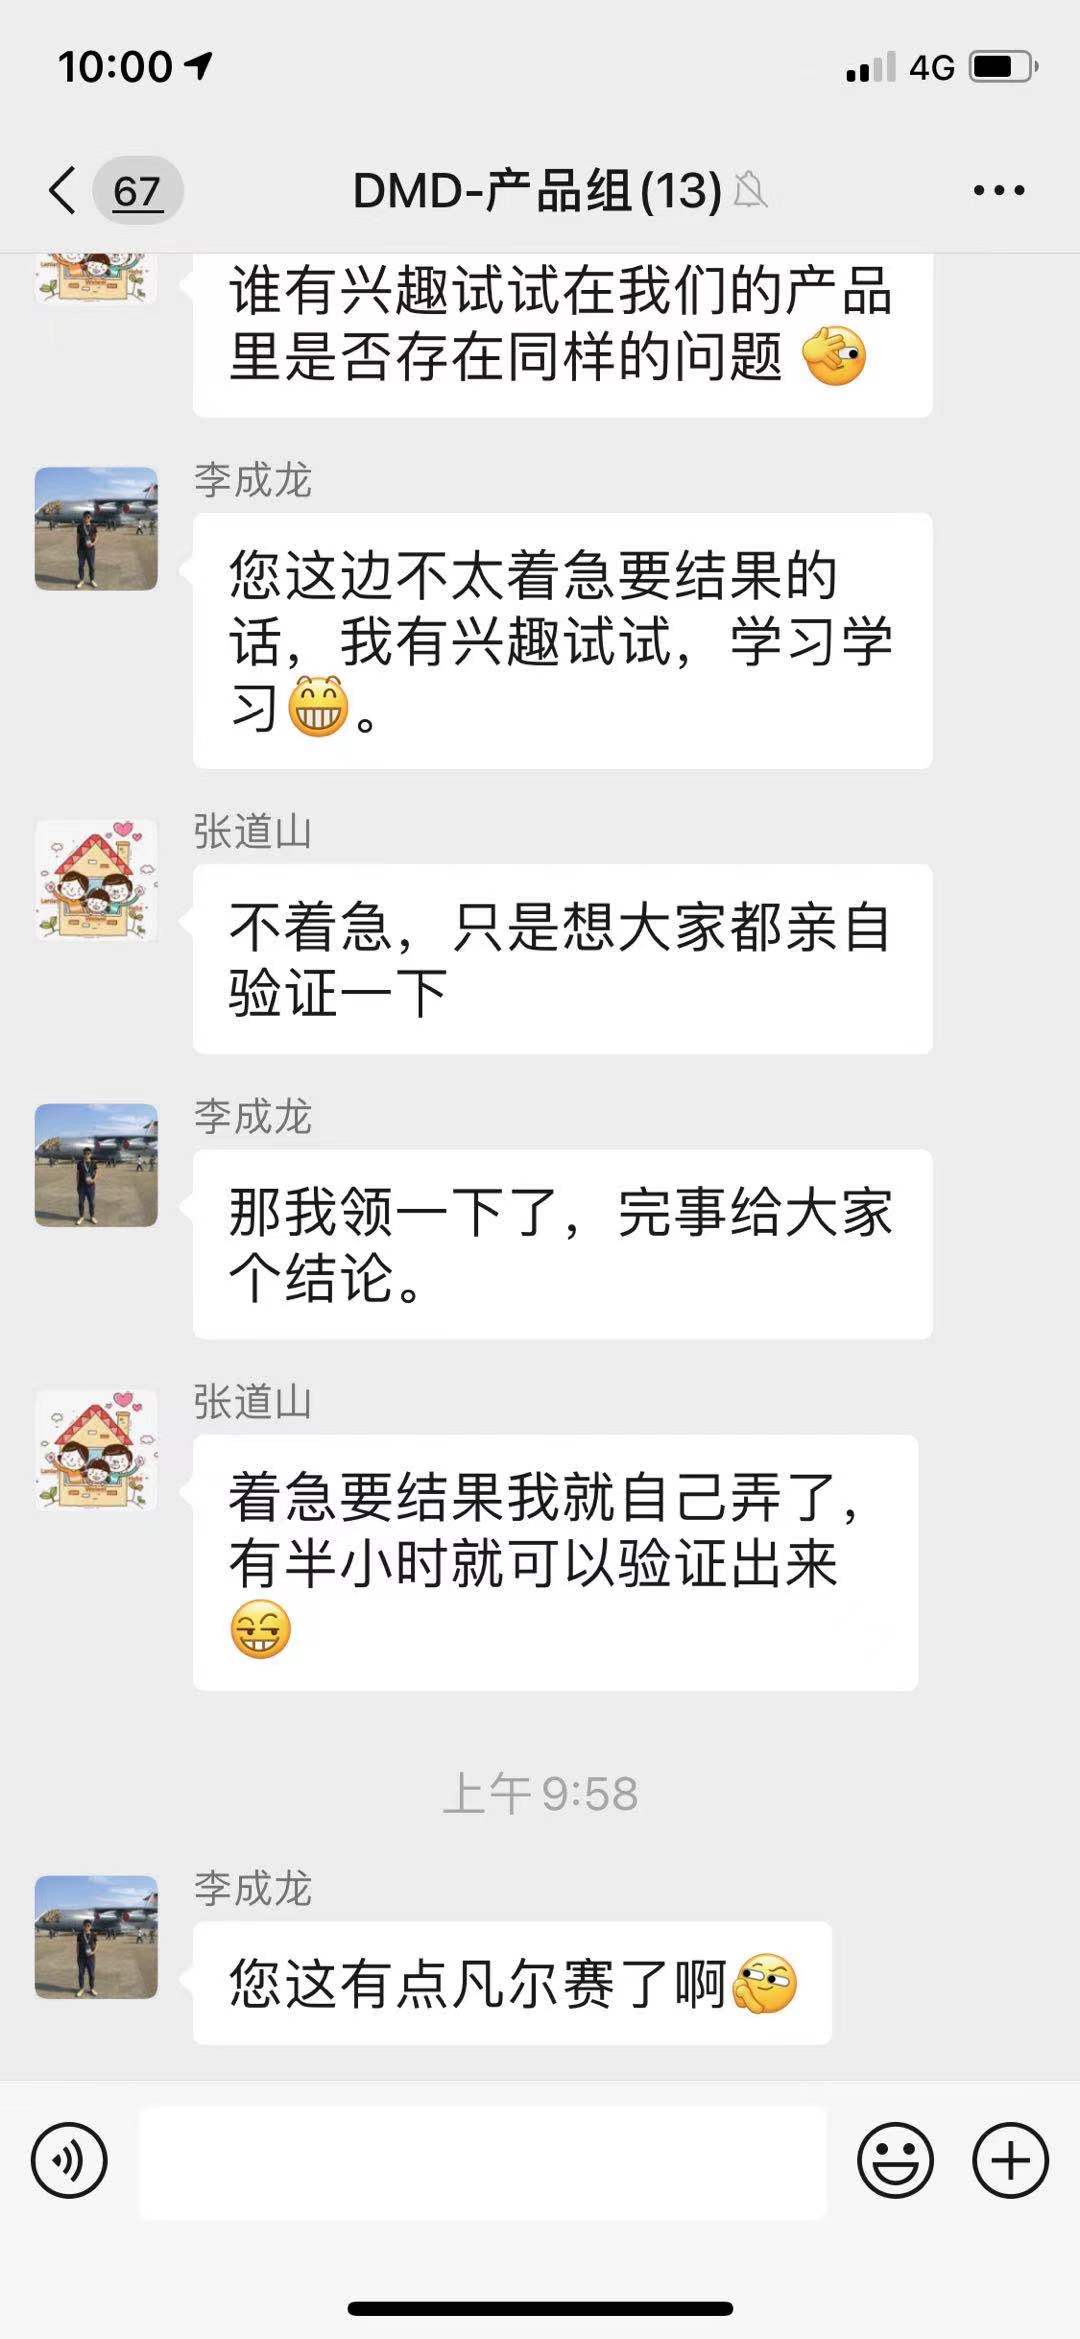 10:00
4G
67
DMD-产品组(13)
谁有兴趣试试在我们的产品
里是否存在同样的问题
李成龙
您这边不太着急要结果的
话，我有兴趣试试，学习学
习。
张道山
不着急，只是想大家都亲自
验证一下
李成龙
那我领一下了，完事给大家
个结论。
张道山
着急要结果我就自己弄了，
有半小时就可以验证出来
上午 9:58
李成龙
您这有点凡尔赛了啊